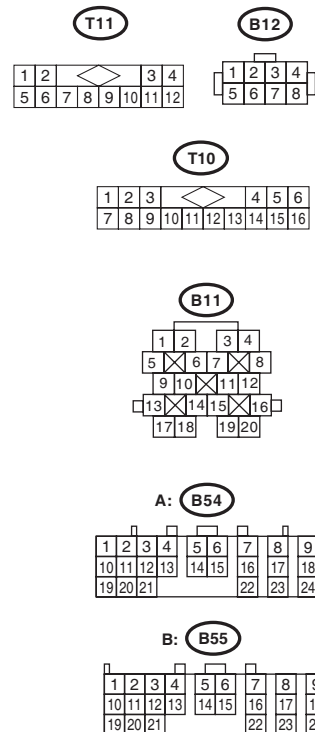 T11
B12
1 2 3 4
5 6 7 8 9 10 11 12
1 2 3 4
5 6 7 8
T10
1 2 3 4 5 6
7 8 9 10 11 12 13 14 15 16
B11
1 2 3 4
5 6 7 8
9 10 11 12
13 14 15 16
17 18 19 20
A: B54
1 2 3 4 5 6 7 8 9
10 11 12 13 14 15 16 17 18
19 20 21 22 23 24
B: B55
1 2 3 4 5 6 7 8
10 11 12 13 14 15 16 17
19 20 21 22 23